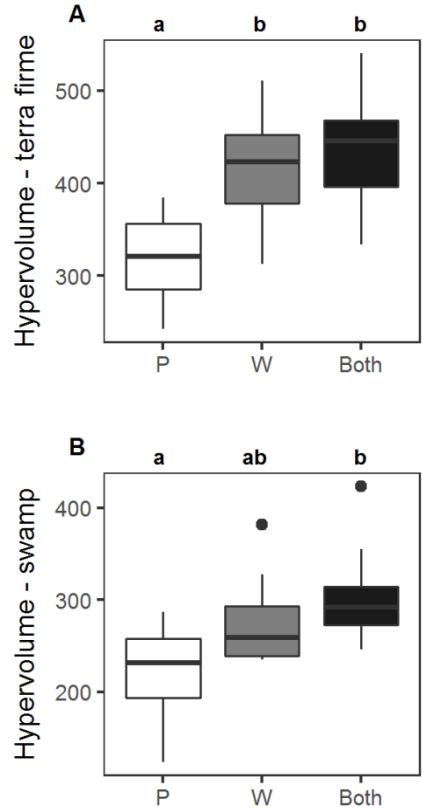 A
a b b
Hypervolume - terra firme
500
400
300
P W Both
B
a ab b
Hypervolume - swamp
400
300
200
P W Both